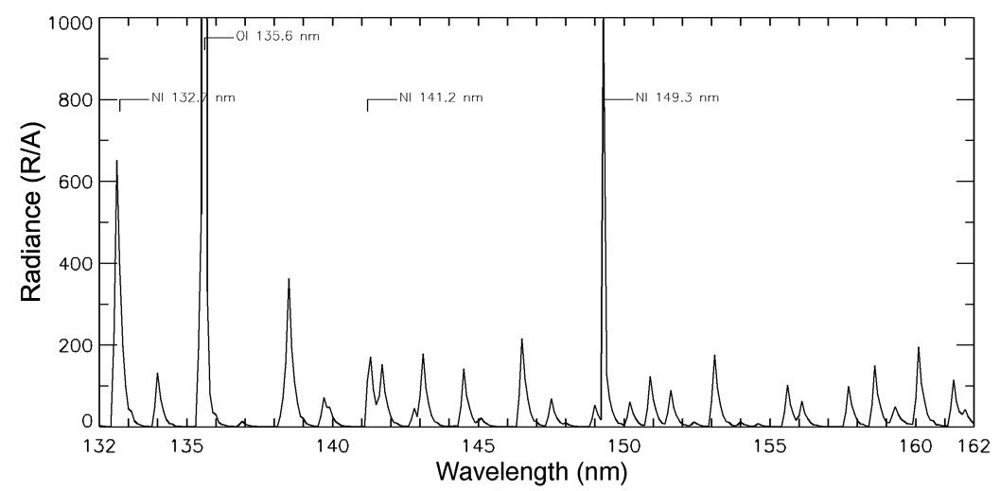 1000
OI 135.6 nm
800
NI 132.7 nm
NI 141.2 nm
NI 149.3 nm
600
400
200
0
Radiance (R/A)
132
135
140
145
150
155
160
162
Wavelength (nm)